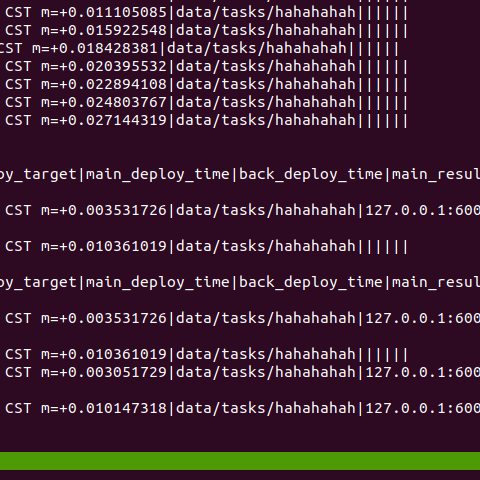 CST m=+0.011105085|data/tasks/hahahahah||||||
CST m=+0.015922548|data/tasks/hahahahah||||||
CST m=+0.018428381|data/tasks/hahahahah||||||
CST m=+0.020395532|data/tasks/hahahahah||||||
CST m=+0.022894108|data/tasks/hahahahah||||||
CST m=+0.024803767|data/tasks/hahahahah||||||
CST m=+0.027144319|data/tasks/hahahahah||||||
oy_target|main_deploy_time|back_deploy_time|main_resul
CST m=+0.003531726|data/tasks/hahahahah|127.0.0.1:600
CST m=+0.010361019|data/tasks/hahahahah||||||
oy_target|main_deploy_time|back_deploy_time|main_resul
CST m=+0.003531726|data/tasks/hahahahah|127.0.0.1:600
CST m=+0.010361019|data/tasks/hahahahah||||||
CST m=+0.003051729|data/tasks/hahahahah|127.0.0.1:600
CST m=+0.010147318|data/tasks/hahahahah|127.0.0.1:600